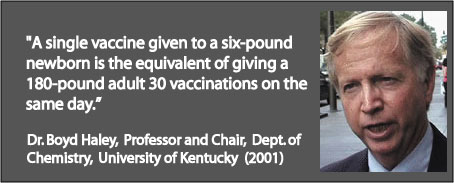 "A single vaccine given to a six-pound
newborn is the equivalent of giving a
180-pound adult 30 vaccinations on the
same day.”
Dr. Boyd Haley, Professor and Chair, Dept. of
Chemistry, University of Kentucky (2001)